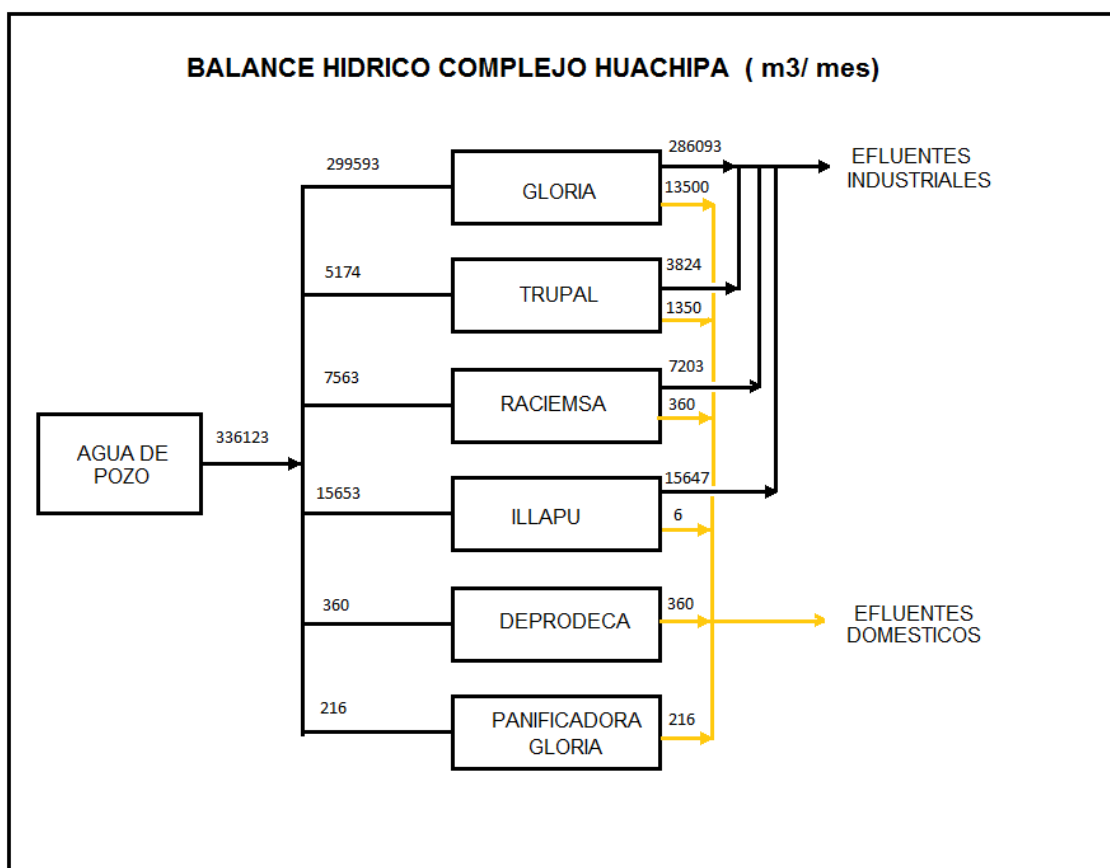 BALANCE HIDRICO COMPLEJO HUACHIPA ( m3/ mes)
299593
GLORIA
286093
13500
EFLUENTES
INDUSTRIALES
5174
TRUPAL
3824
1350
7563
RACIEMSA
7203
360
AGUA DE
POZO
336123
15653
ILLAPU
15647
6
360
DEPRODECA
360
EFLUENTES
DOMESTICOS
216
PANIFICADORA
GLORIA
216